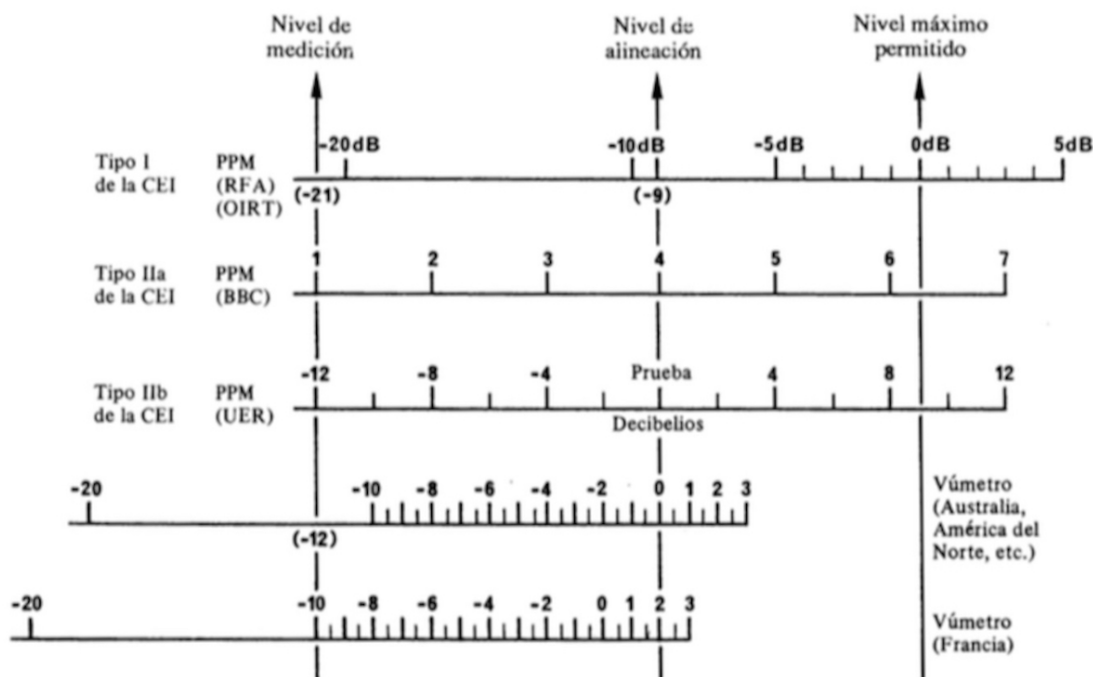 Nivel de medición
Nivel de alineación
Nivel máximo permitido
Tipo I de la CEI
PPM (RFA) (OIRT)
-20dB -10dB -5dB 0dB 5dB
(-21) (-9)
Tipo IIa de la CEI
PPM (BBC)
1 2 3 4 5 6 7
Tipo IIb de la CEI
PPM (UER)
-12 -8 -4 Prueba 4 8 12
Decibelios
-20 -10 -8 -6 -4 -2 0 1 2 3
(-12)
Vúmetro (Australia, América del Norte, etc.)
-20 -10 -8 -6 -4 -2 0 1 2 3
Vúmetro (Francia)